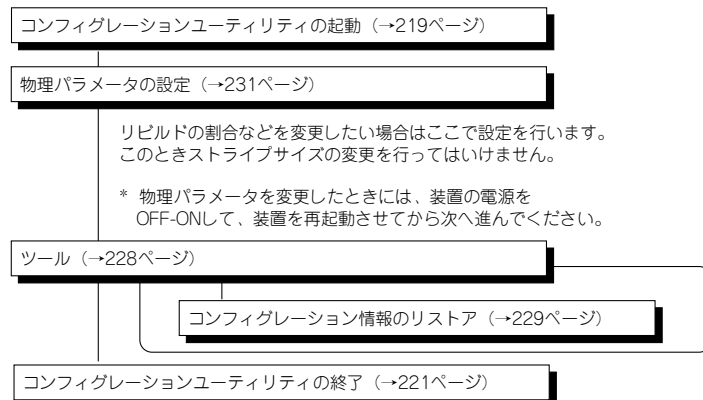 コンフィグレーションユーティリティの起動（→219ページ）
物理パラメータの設定（→231ページ）
リビルドの割合などを変更したい場合はここで設定を行います。
このときストライプサイズの変更を行ってはいけません。
* 物理パラメータを変更したときには、装置の電源を
OFF-ONして、装置を再起動させてから次へ進んでください。
ツール（→228ページ）
コンフィグレーション情報のリストア（→229ページ）
コンフィグレーションユーティリティの終了（→221ページ）